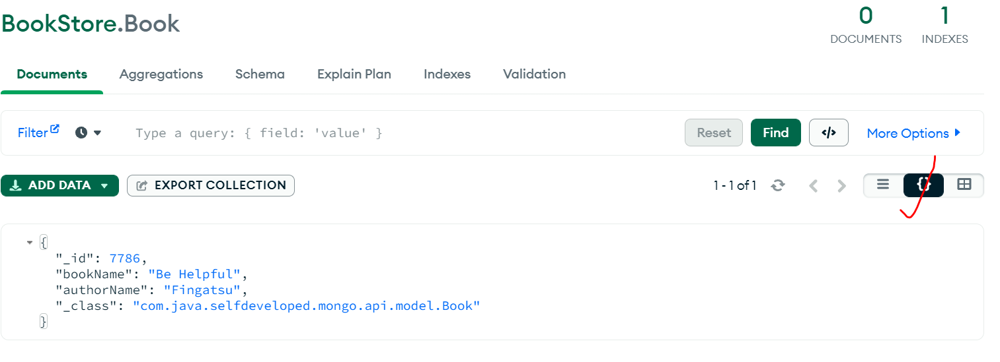 BookStore.Book
0 1
DOCUMENTS INDEXES
Documents Aggregations Schema Explain Plan Indexes Validation
Filter Type a query: { field: 'value' } Reset Find </> More Options
ADD DATA EXPORT COLLECTION 1 - 1 of 1 {}
{
"_id": 7786,
"bookName": "Be Helpful",
"authorName": "Fingatsu",
"_class": "com.java.selfdeveloped.mongo.api.model.Book"
}